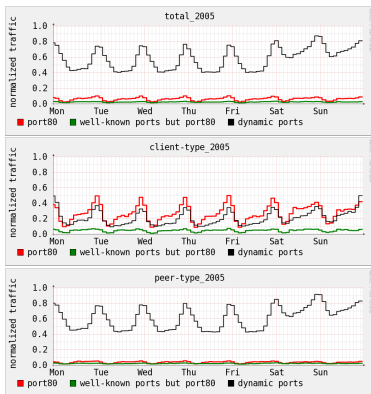 total_2005
normalized traffic
1.0
0.8
0.6
0.4
0.2
0.0
Mon Tue Wed Thu Fri Sat Sun
port80 well-known ports but port80 dynamic ports
client-type_2005
normalized traffic
1.0
0.8
0.6
0.4
0.2
0.0
Mon Tue Wed Thu Fri Sat Sun
port80 well-known ports but port80 dynamic ports
peer-type_2005
normalized traffic
1.0
0.8
0.6
0.4
0.2
0.0
Mon Tue Wed Thu Fri Sat Sun
port80 well-known ports but port80 dynamic ports